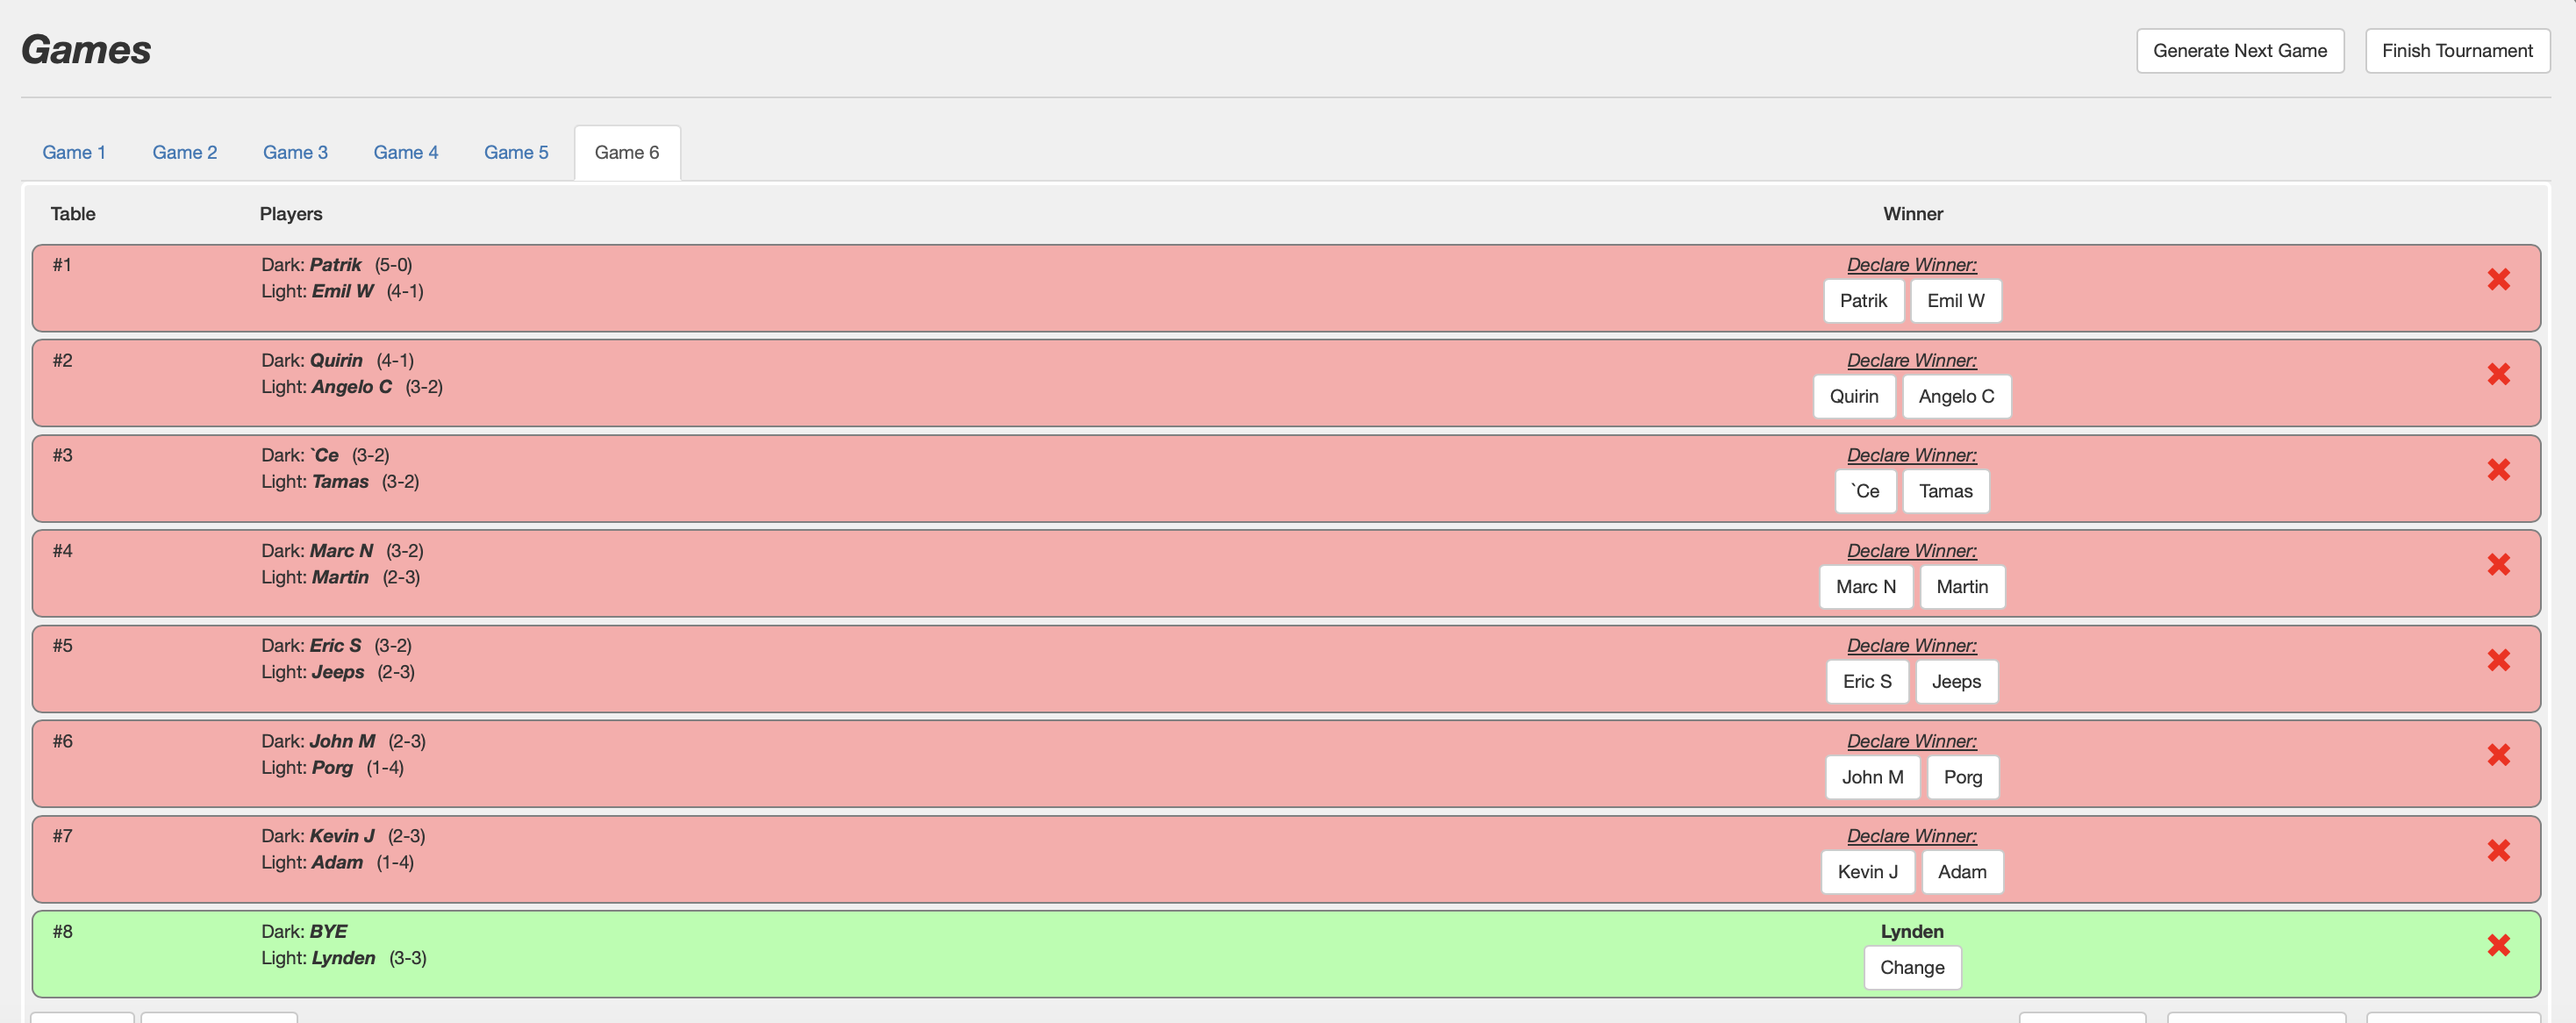 Games
Generate Next Game
Finish Tournament
Game 1 Game 2 Game 3 Game 4 Game 5 Game 6
Table Players Winner
#1 Dark: Patrik (5-0) Declare Winner:
Light: Emil W (4-1) Patrik Emil W
#2 Dark: Quirin (4-1) Declare Winner:
Light: Angelo C (3-2) Quirin Angelo C
#3 Dark: `Ce (3-2) Declare Winner:
Light: Tamas (3-2) `Ce Tamas
#4 Dark: Marc N (3-2) Declare Winner:
Light: Martin (2-3) Marc N Martin
#5 Dark: Eric S (3-2) Declare Winner:
Light: Jeeps (2-3) Eric S Jeeps
#6 Dark: John M (2-3) Declare Winner:
Light: Porg (1-4) John M Porg
#7 Dark: Kevin J (2-3) Declare Winner:
Light: Adam (1-4) Kevin J Adam
#8 Dark: BYE Lynden
Light: Lynden (3-3) Change